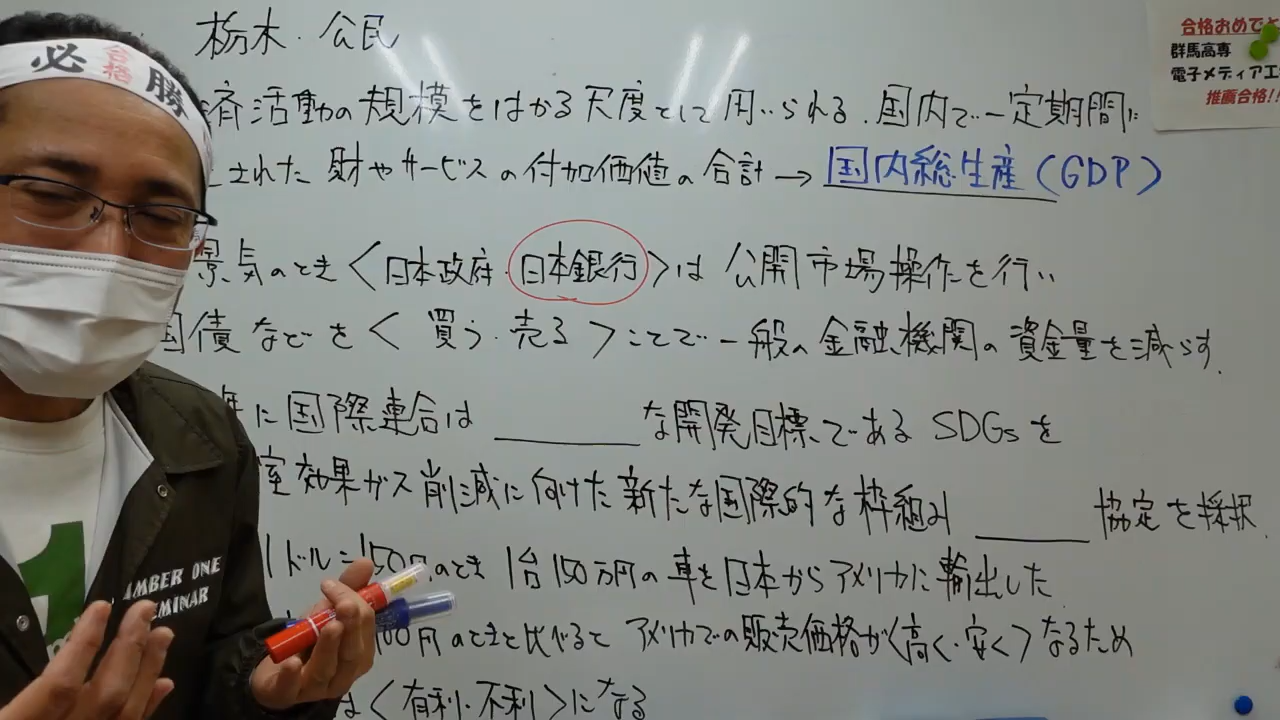 栃木・公民
済活動の規模をはかる尺度として用いられる.国内で一定期間に
された財やサービスの付加価値の合計→国内総生産(GDP)
景気のとき〈日本政府・日本銀行〉は公開市場操作を行い
国債などを〈買う・売る〉ことで一般の金融機関の資金量を減らす.
年に国際連合は な開発目標であるSDGsを
室効果ガス削減に向けた新たな国際的な枠組み 協定を採択
1ドル=150円のとき 1台150万円の車を日本からアメリカに輸出した
100円のときと比べるとアメリカでの販売価格が〈高く・安く〉なるため
は〈有利・不利〉になる
必合格勝
合格おめでと
群馬高専
電子メディア工
推薦合格!!
1
UMBER ONE
EMINAR